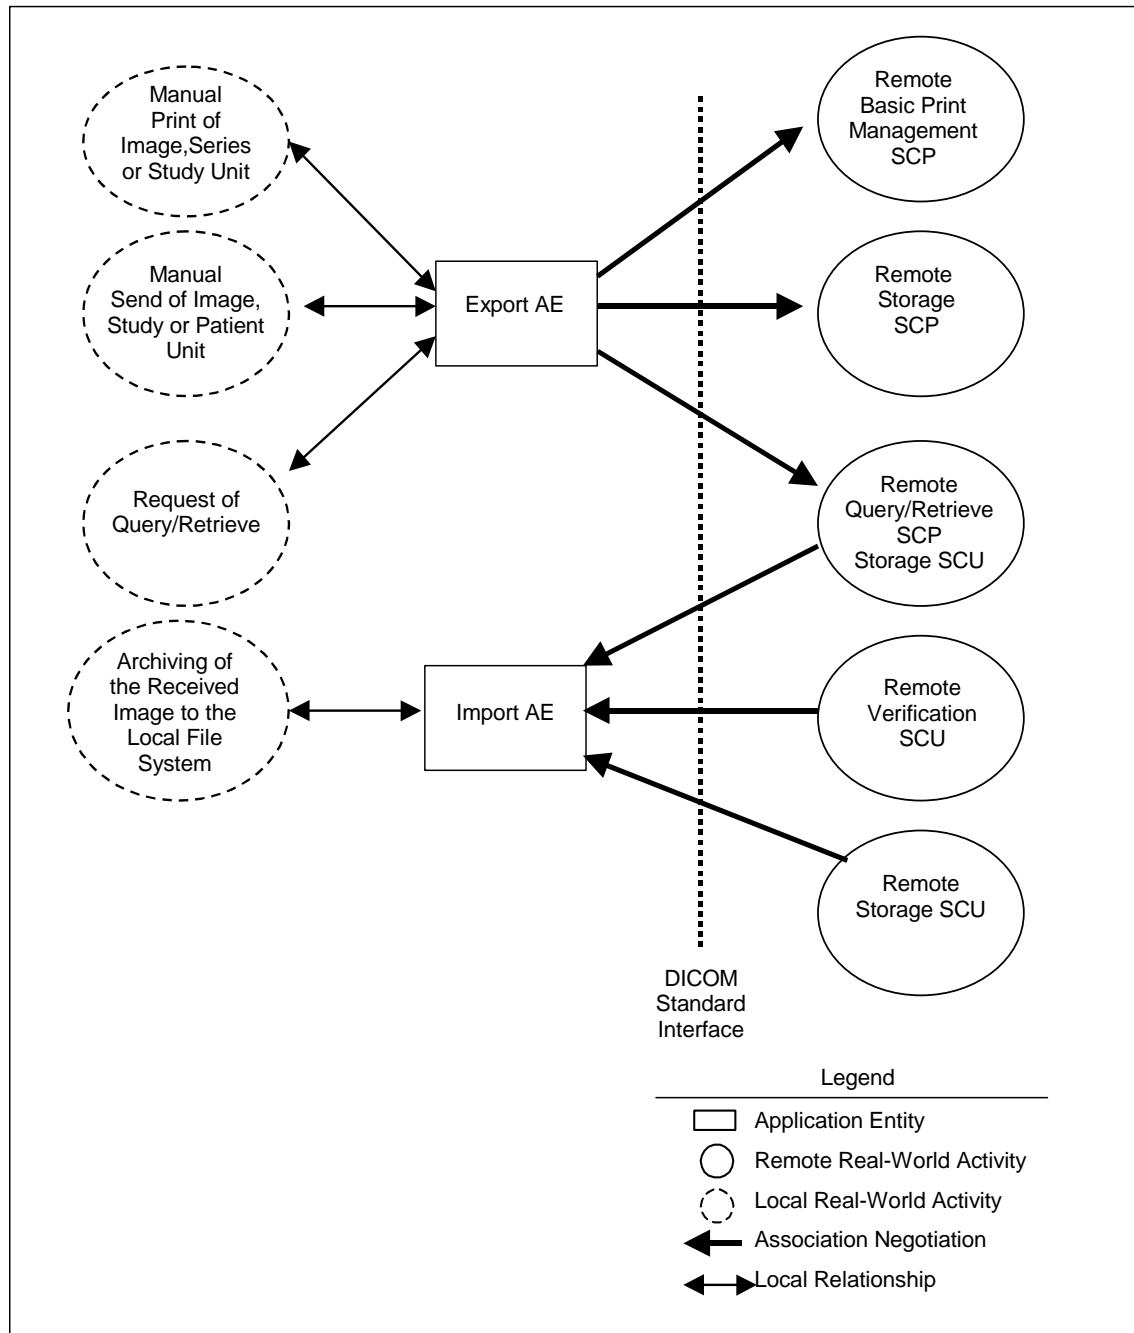 Manual
Print of
Image,Series
or Study Unit
Manual
Send of Image,
Study or Patient
Unit
Request of
Query/Retrieve
Archiving of
the Received
Image to the
Local File
System
Export AE
Import AE
Remote
Basic Print
Management
SCP
Remote
Storage
SCP
Remote
Query/Retrieve
SCP
Storage SCU
Remote
Verification
SCU
Remote
Storage SCU
DICOM
Standard
Interface
Legend
Application Entity
Remote Real-World Activity
Local Real-World Activity
Association Negotiation
Local Relationship